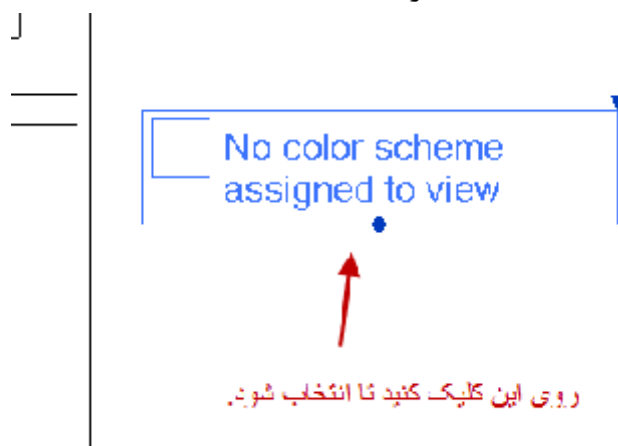 No color scheme
assigned to view
روی این کلیک کنید تا انتخاب شود.